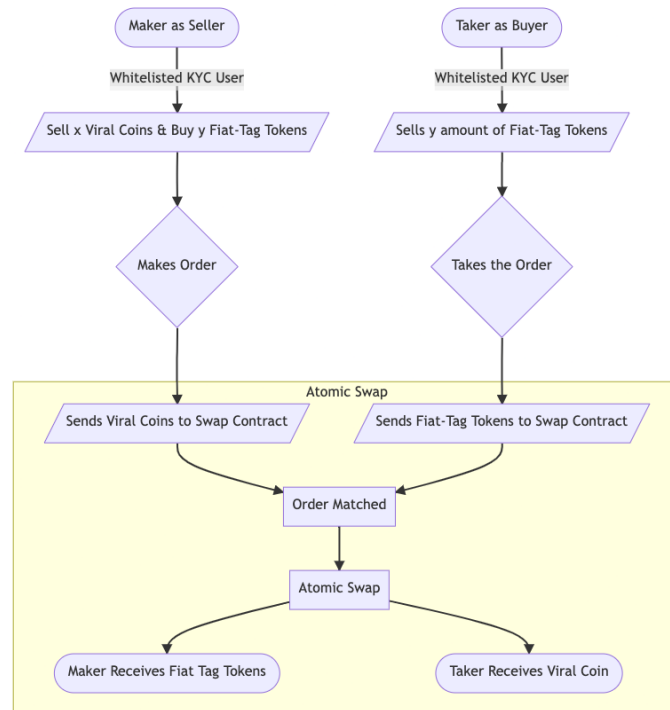 Maker as Seller
Taker as Buyer
Whitelisted KYC User
Whitelisted KYC User
Sell x Viral Coins & Buy y Fiat-Tag Tokens
Sells y amount of Fiat-Tag Tokens
Makes Order
Takes the Order
Atomic Swap
Sends Viral Coins to Swap Contract
Sends Fiat-Tag Tokens to Swap Contract
Order Matched
Atomic Swap
Maker Receives Fiat Tag Tokens
Taker Receives Viral Coin